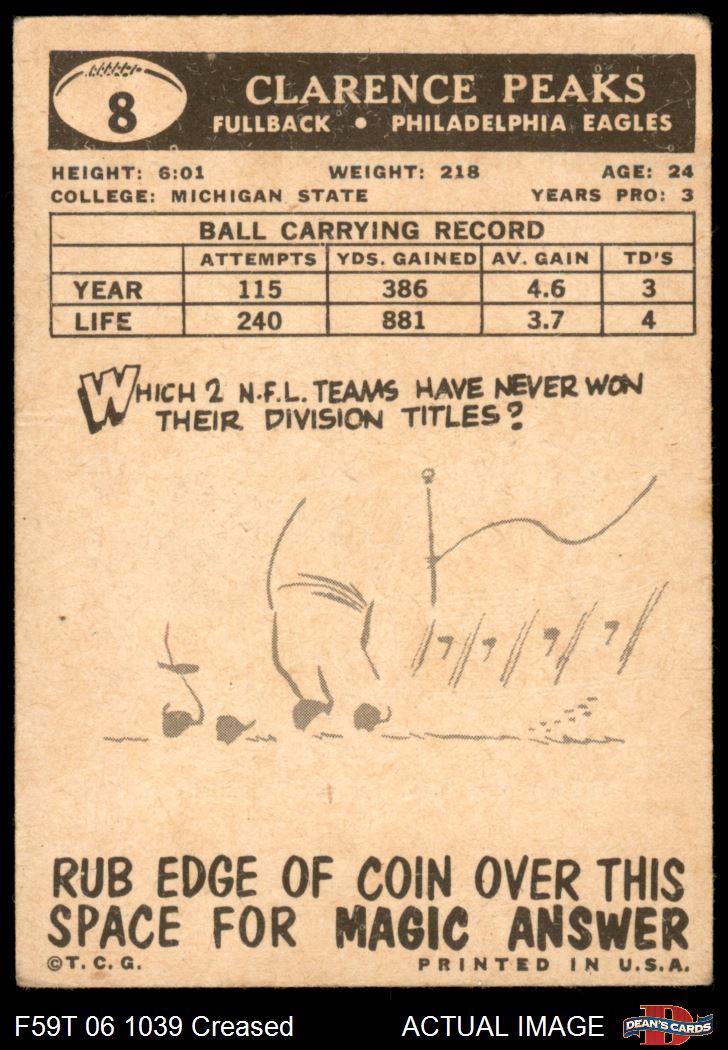 8
CLARENCE PEAKS
FULLBACK • PHILADELPHIA EAGLES
HEIGHT: 6:01 WEIGHT: 218 AGE: 24
COLLEGE: MICHIGAN STATE YEARS PRO: 3
BALL CARRYING RECORD
ATTEMPTS YDS. GAINED AV. GAIN TD'S
YEAR 115 386 4.6 3
LIFE 240 881 3.7 4
WHICH 2 N.F.L. TEAMS HAVE NEVER WON
THEIR DIVISION TITLES?
RUB EDGE OF COIN OVER THIS
SPACE FOR MAGIC ANSWER
©T. C. G. PRINTED IN U.S.A.
F59T 06 1039 Creased ACTUAL IMAGE
D
DEAN'S CARDS